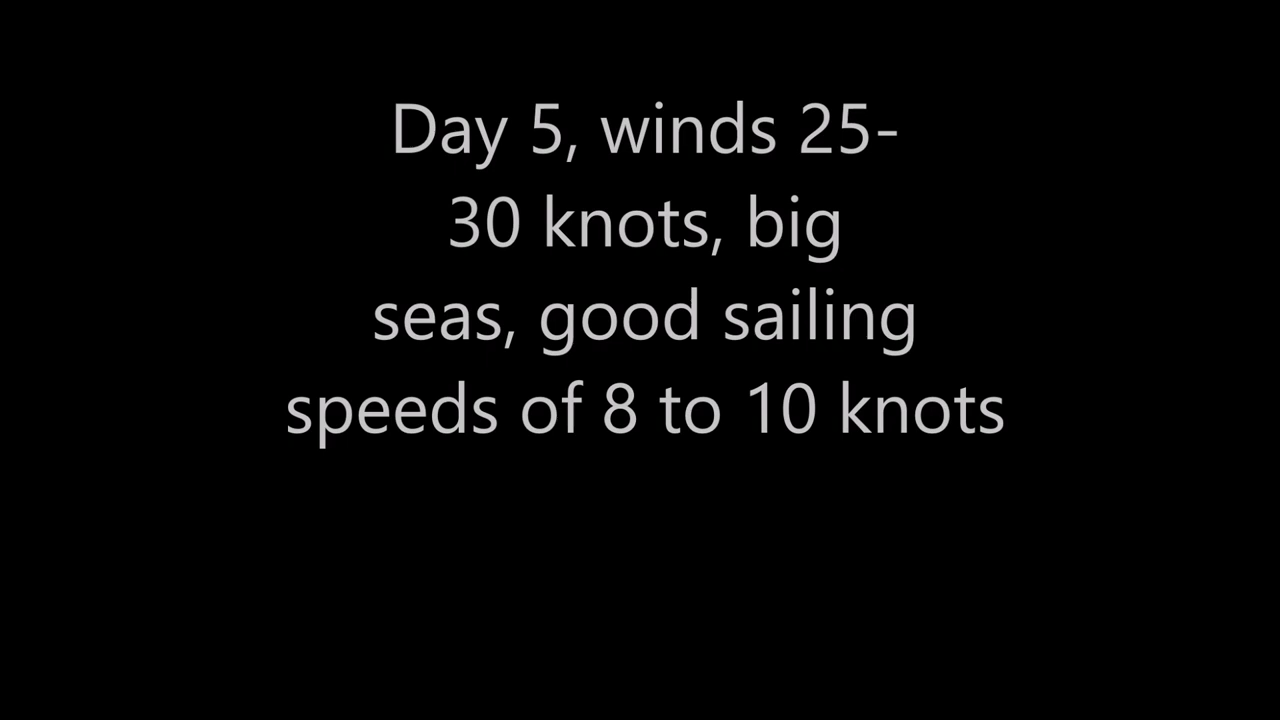 Day 5, winds 25-
30 knots, big
seas, good sailing
speeds of 8 to 10 knots